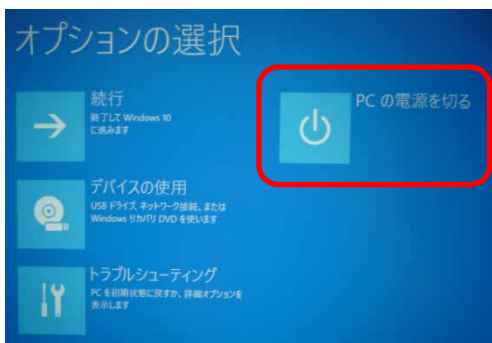 オプションの選択
続行
終了して Windows 10
に進みます
PC の電源を切る
デバイスの使用
USB ドライブ、ネットワーク接続、または
Windows リカバリ DVD を使います
トラブルシューティング
PC を初期状態に戻すか、詳細オプションを
表示します